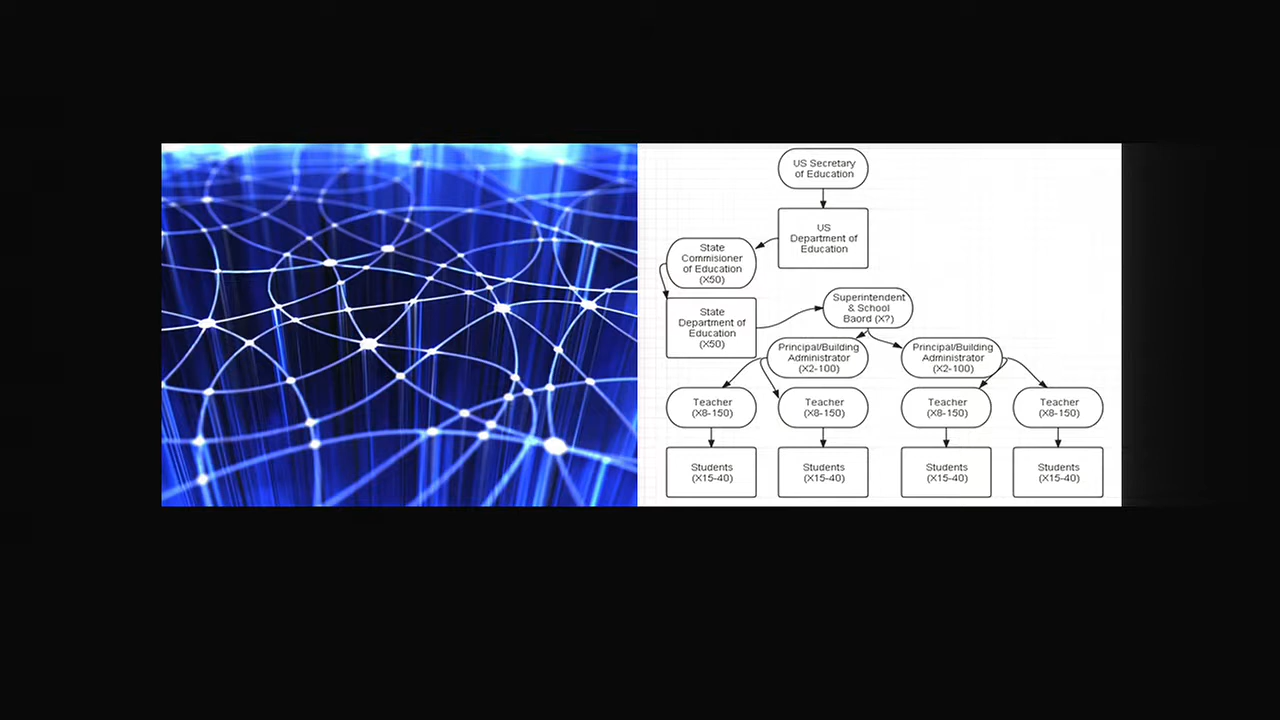 US Secretary
of Education
US
Department of
Education
State
Commisioner
of Education
(X50)
State
Department of
Education
(X50)
Superintendent
& School
Baord (X?)
Principal/Building
Administrator
(X2-100)
Principal/Building
Administrator
(X2-100)
Teacher
(X8-150)
Teacher
(X8-150)
Teacher
(X8-150)
Teacher
(X8-150)
Students
(X15-40)
Students
(X15-40)
Students
(X15-40)
Students
(X15-40)